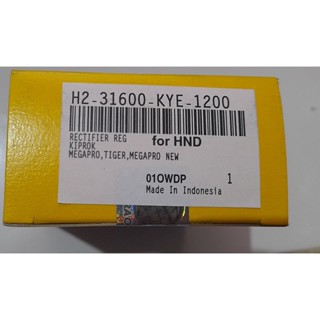 H2-31600-KYE-1200
RECTIFIER REG for HND
KIPROK
MEGAPRO,TIGER,MEGAPRO NEW
01OWDP 1
Made In Indonesia